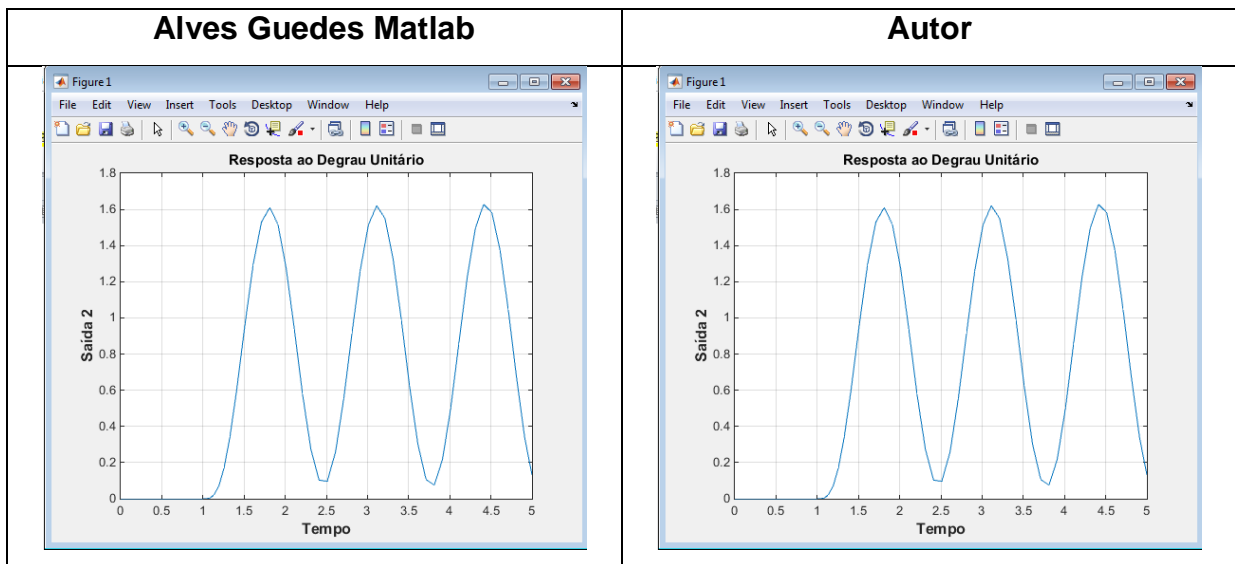 Alves Guedes Matlab
Autor
Figure 1
File Edit View Insert Tools Desktop Window Help
Resposta ao Degrau Unitário
1.8
1.6
1.4
1.2
1
0.8
0.6
0.4
0.2
0
Saída 2
0 0.5 1 1.5 2 2.5 3 3.5 4 4.5 5
Tempo
Figure 1
File Edit View Insert Tools Desktop Window Help
Resposta ao Degrau Unitário
1.8
1.6
1.4
1.2
1
0.8
0.6
0.4
0.2
0
Saída 2
0 0.5 1 1.5 2 2.5 3 3.5 4 4.5 5
Tempo